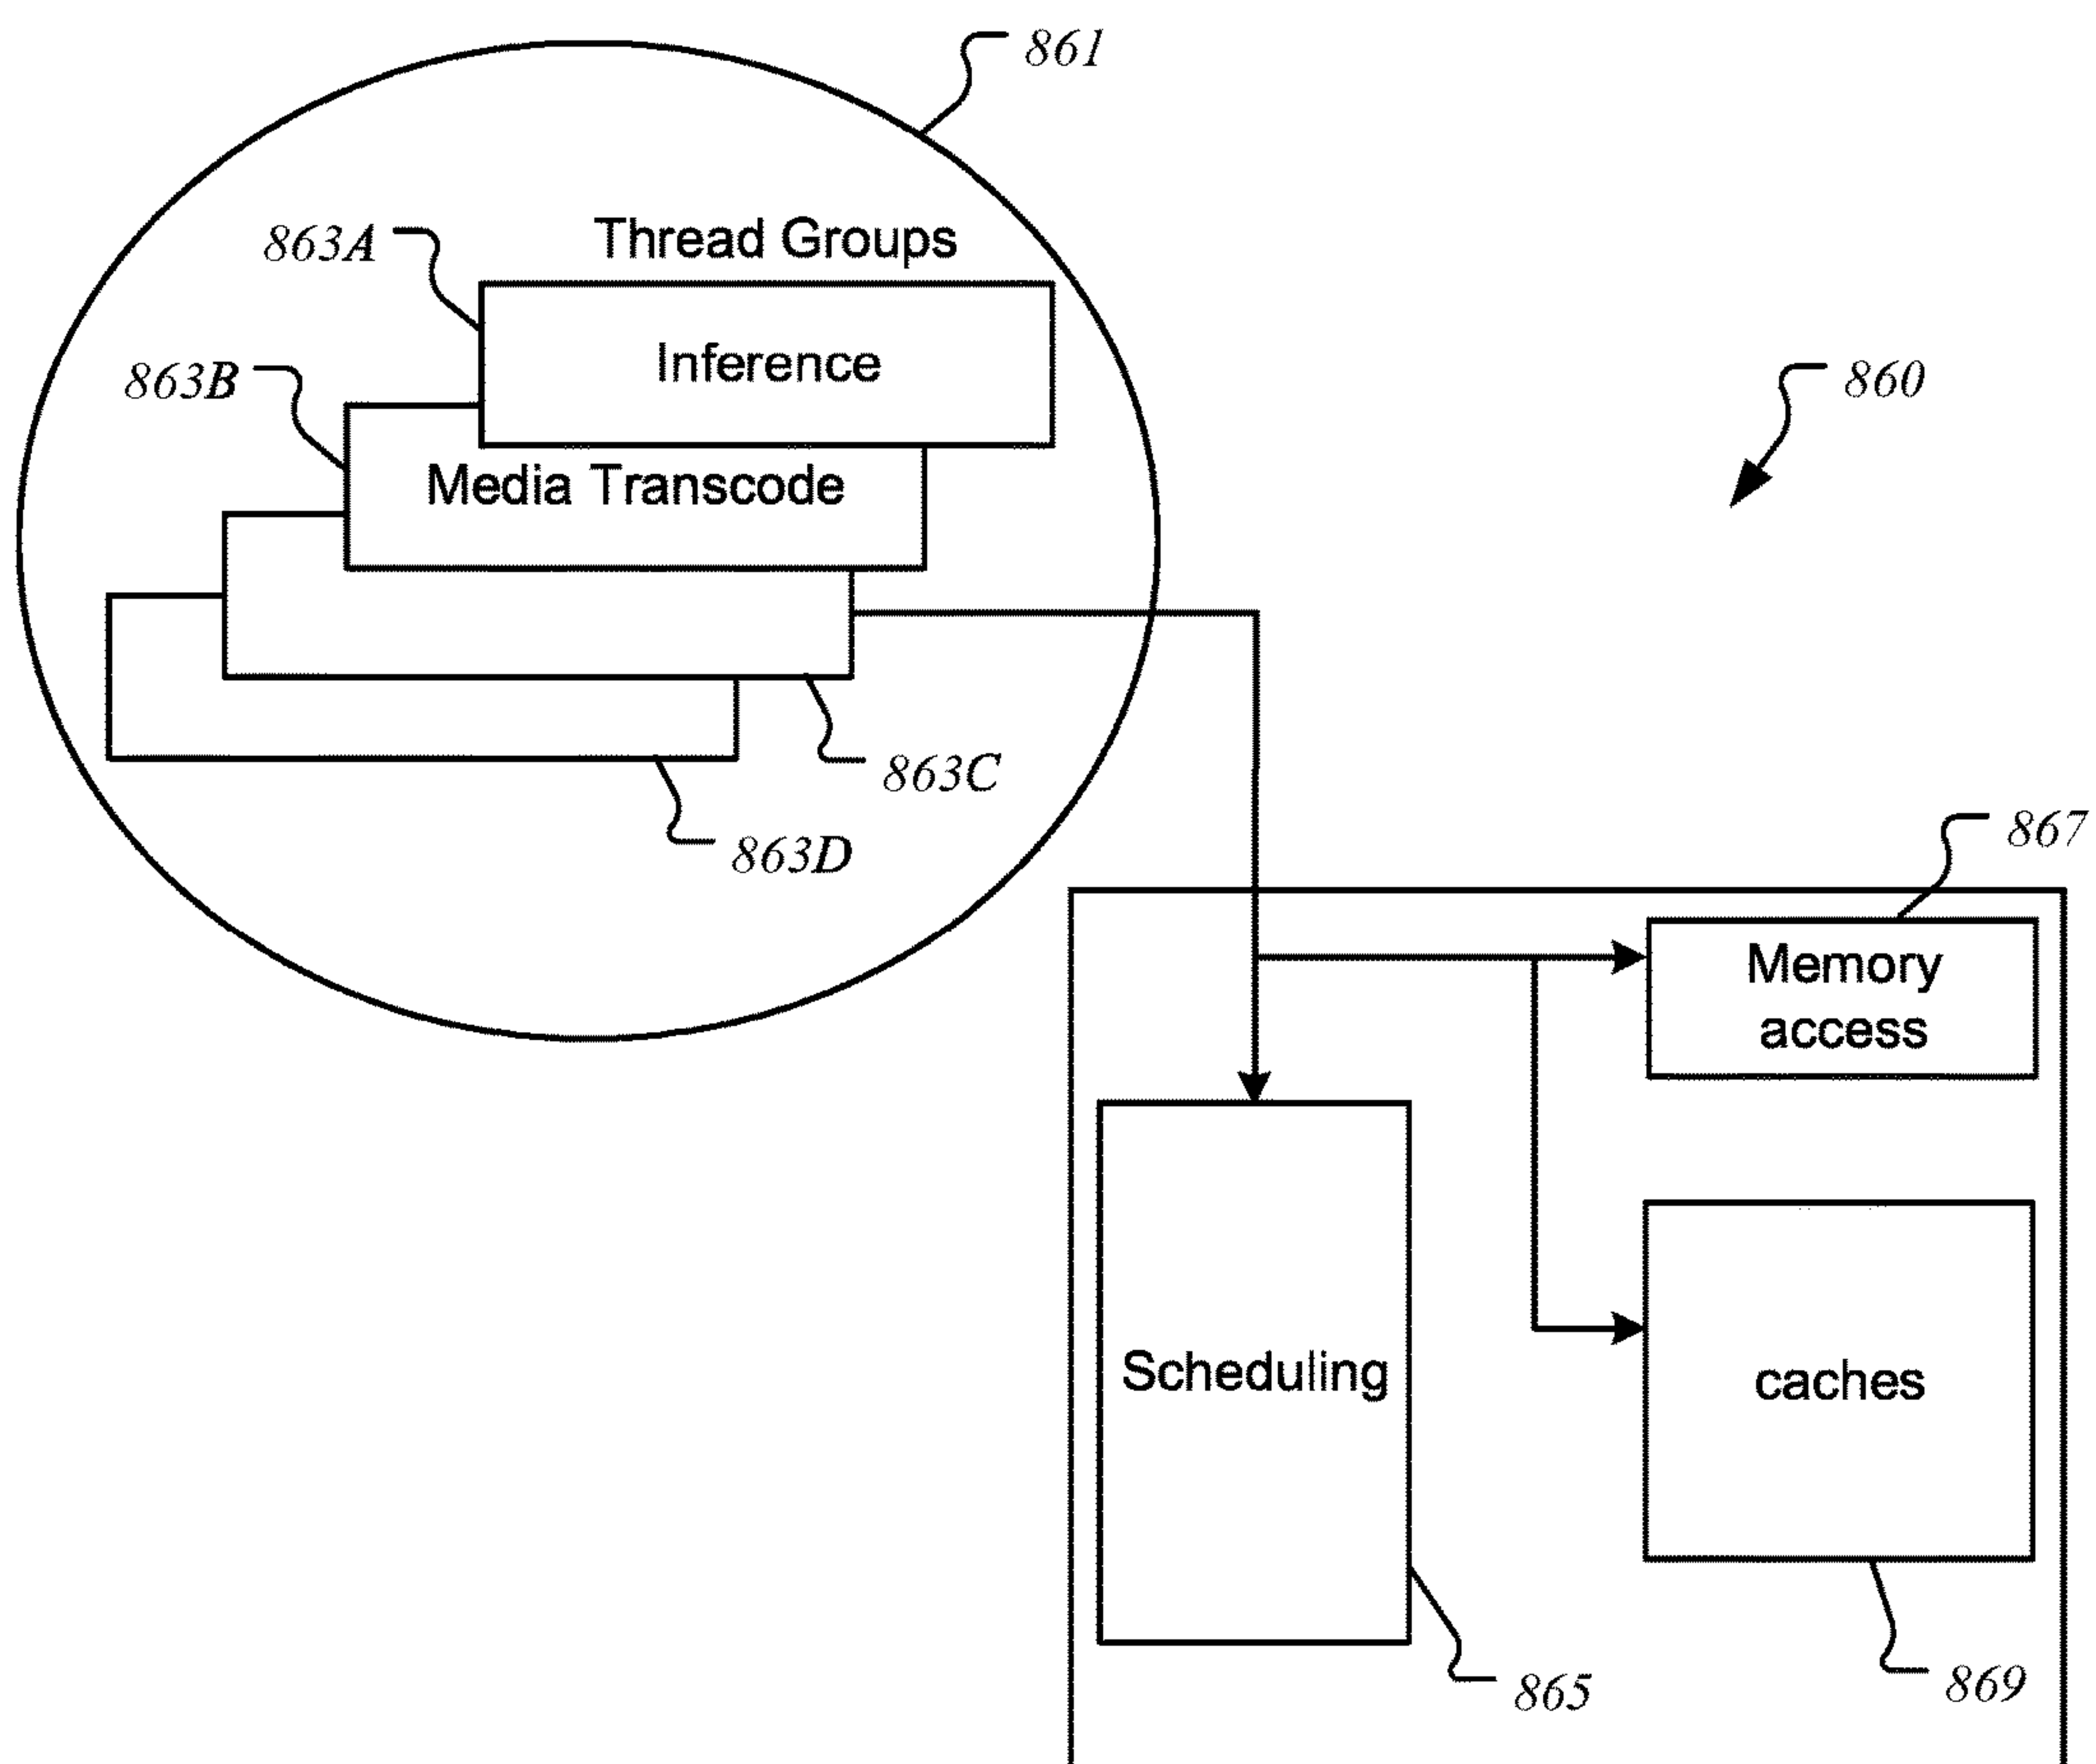 861
Thread Groups
863A
Inference
863B
860
Media Transcode
863C
863D
867
Memory
access
Scheduling
caches
865
869